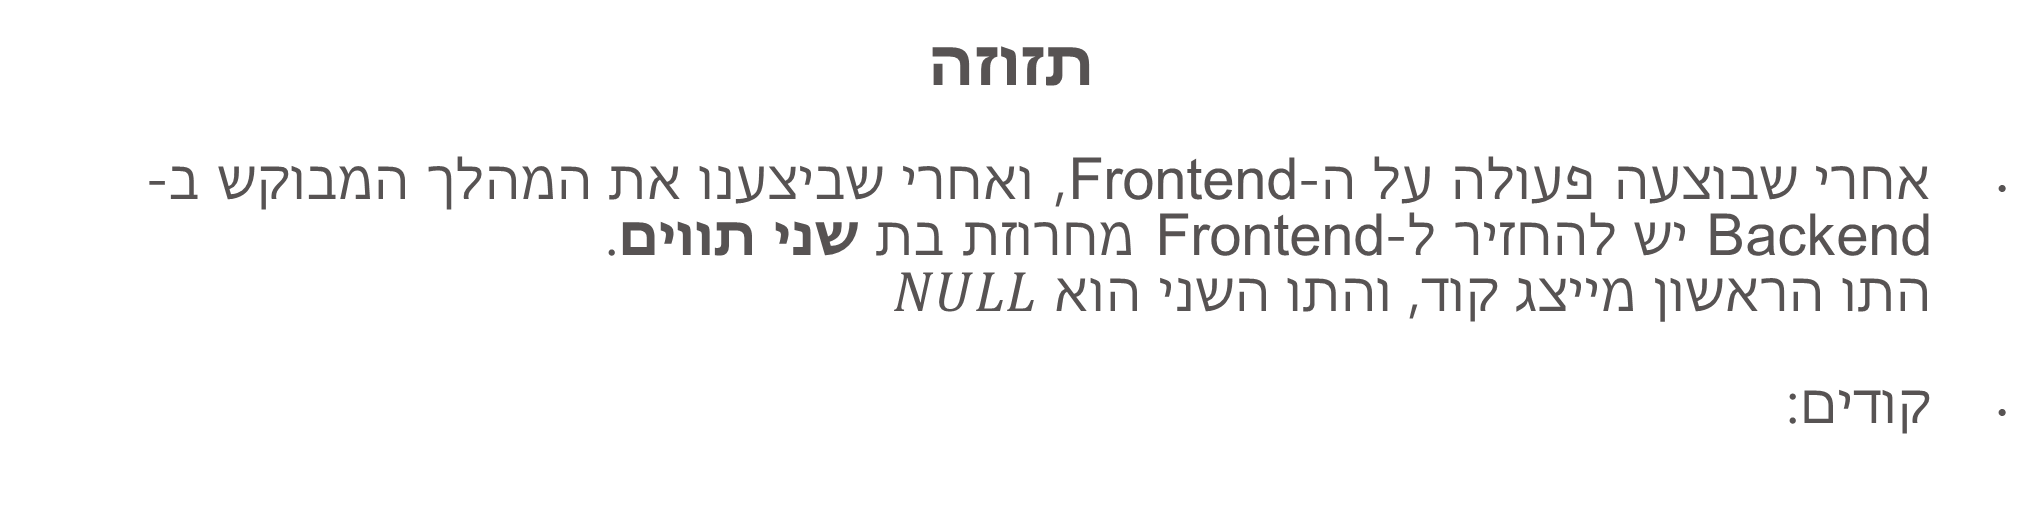 תזוזה
• אחרי שבוצעה פעולה על ה-Frontend, ואחרי שביצענו את המהלך המבוקש ב-
Backend יש להחזיר ל-Frontend מחרוזת בת שני תווים.
התו הראשון מייצג קוד, והתו השני הוא NULL
• קודים: